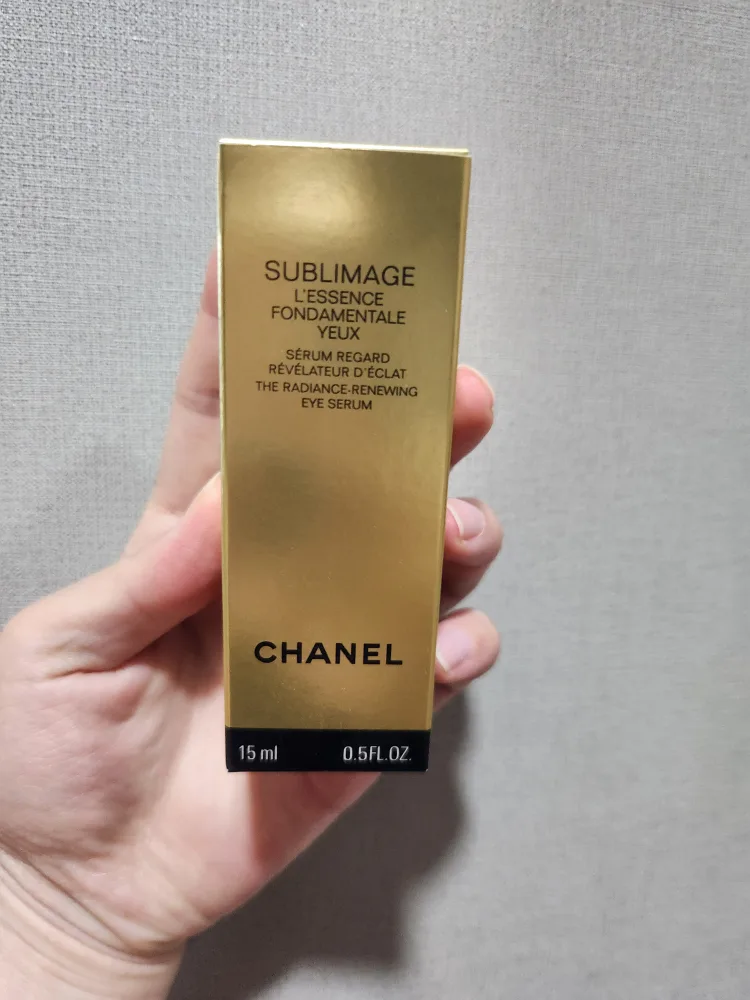 SUBLIMAGE
L'ESSENCE
FONDAMENTALE
YEUX
SÉRUM REGARD
RÉVÉLATEUR D'ÉCLAT
THE RADIANCE-RENEWING
EYE SERUM
CHANEL
15 ml 0.5FL.OZ.